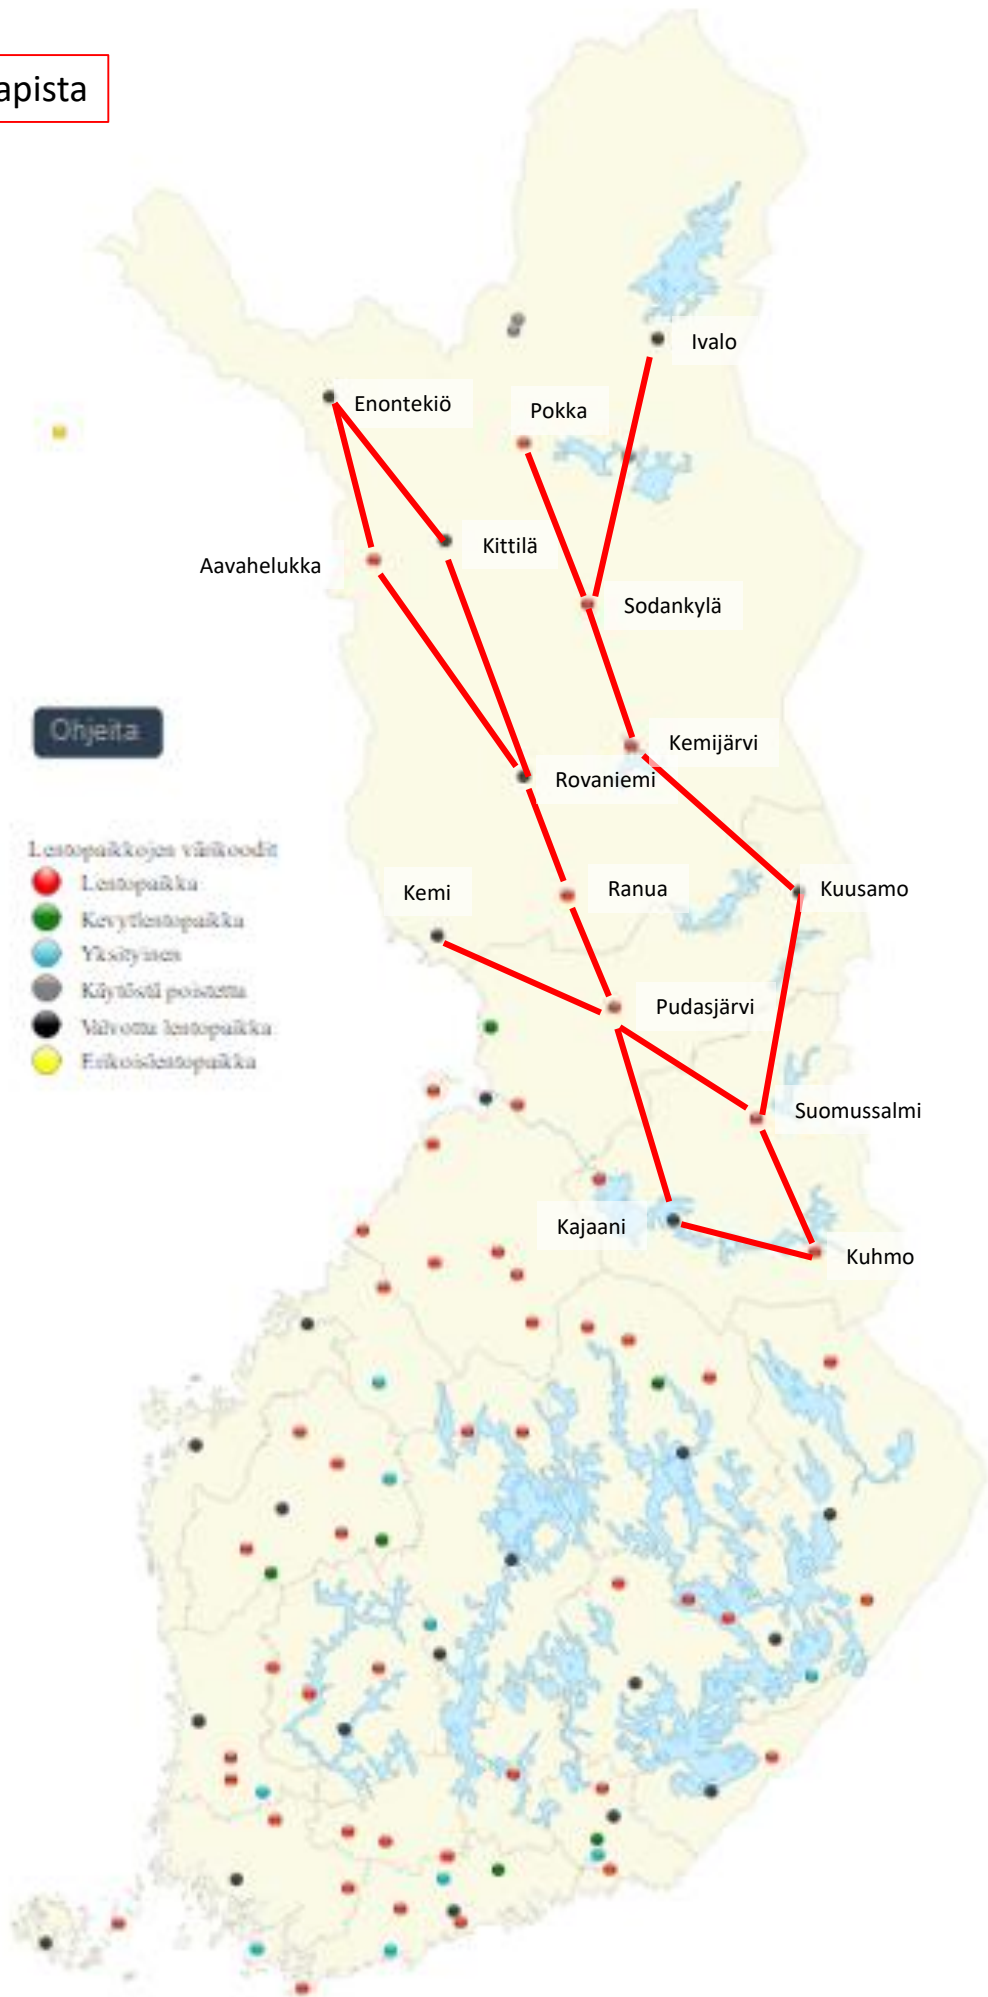 apista
Ivalo
Enontekiö
Pokka
Kittilä
Aavahelukka
Sodankylä
Ohjeita
Kemijärvi
Rovaniemi
Lentopaikkojen värikoodit
Lentopaikka
Kevytlentopaikka
Yksityinen
Käytöstä poistettu
Valvottu lentopaikka
Erikoislentopaikka
Kemi
Ranua
Kuusamo
Pudasjärvi
Suomussalmi
Kajaani
Kuhmo